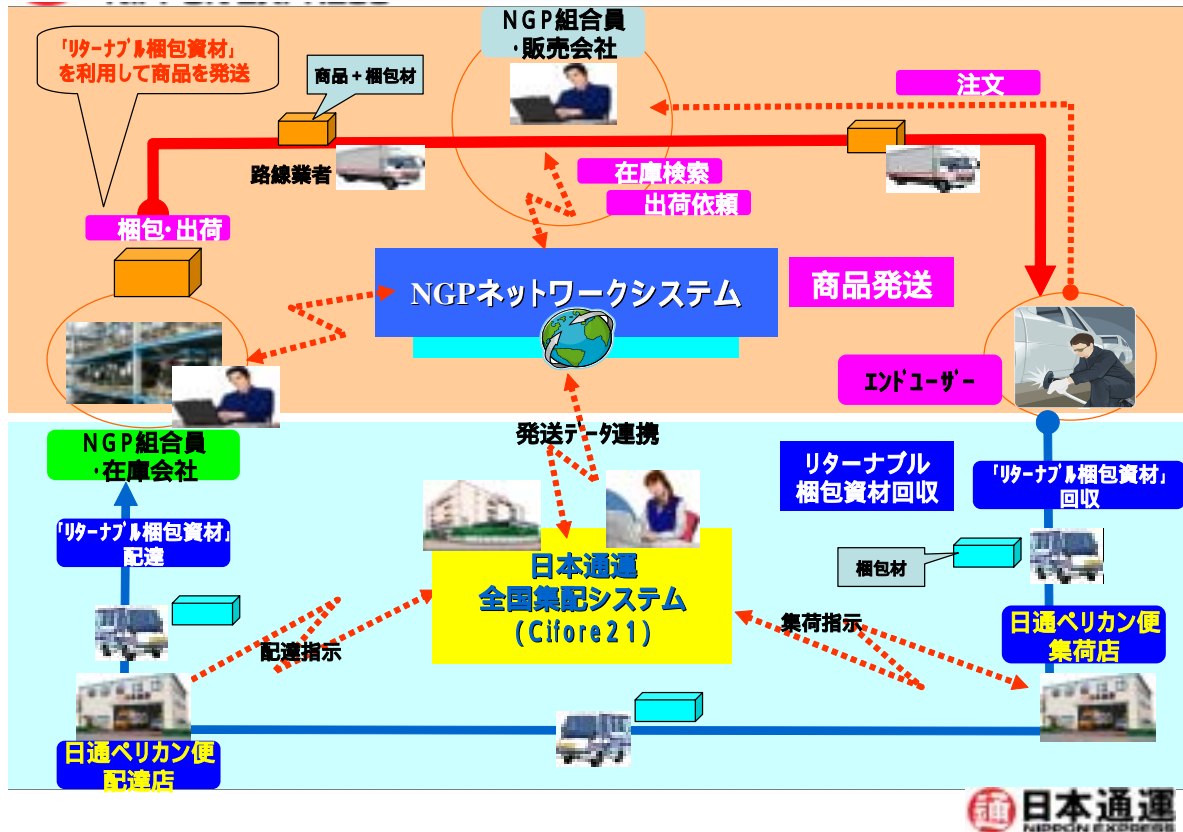 NGP組合員
・販売会社
「ﾘﾀｰﾅﾌﾞﾙ梱包資材」
を利用して商品を発送
商品＋梱包材
注文
路線業者
在庫検索
出荷依頼
梱包・出荷
NGPネットワークシステム
商品発送
ｴﾝﾄﾞﾕｰｻﾞｰ
NGP組合員
・在庫会社
発送ﾃﾞｰﾀ連携
リターナブル
梱包資材回収
「ﾘﾀｰﾅﾌﾞﾙ梱包資材」
回収
「ﾘﾀｰﾅﾌﾞﾙ梱包資材」
配達
梱包材
日本通運
全国集配システム
(Cifore21)
配達指示
集荷指示
日通ペリカン便
集荷店
日通ペリカン便
配達店
通 日本通運
NIPPON EXPRESS